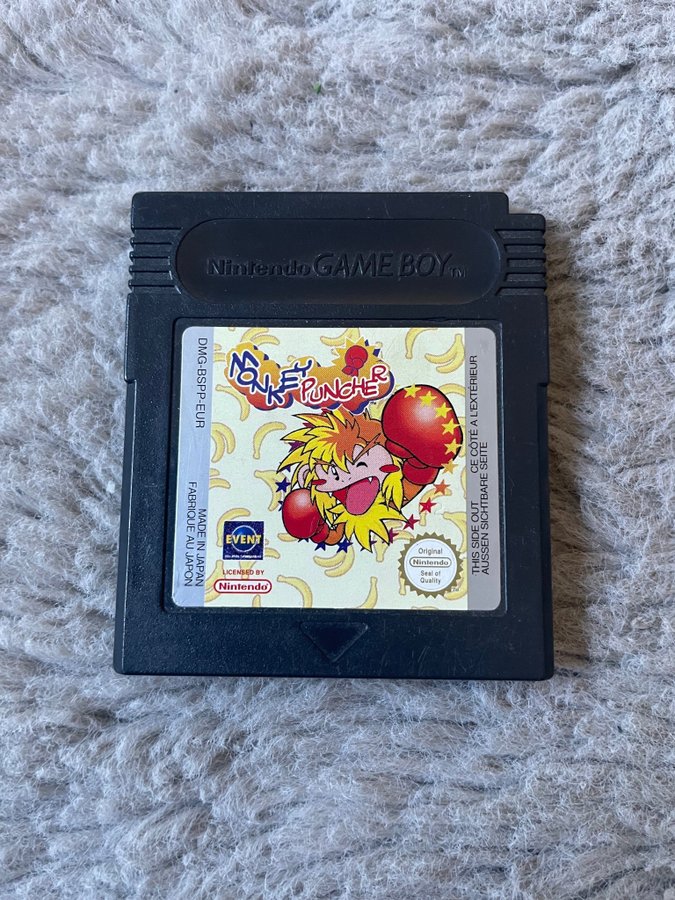 Nintendo GAME BOY TM
DMG-BSPP-EUR
MADE IN JAPAN
FABRIQUE AU JAPON
MONKEY
PUNCHER
EVENT
LICENSED BY
Nintendo
Original
Nintendo
Seal of
Quality
THIS SIDE OUT CE CÔTÉ A L'EXTERIEUR
AUSSEN SICHTBARE SEITE